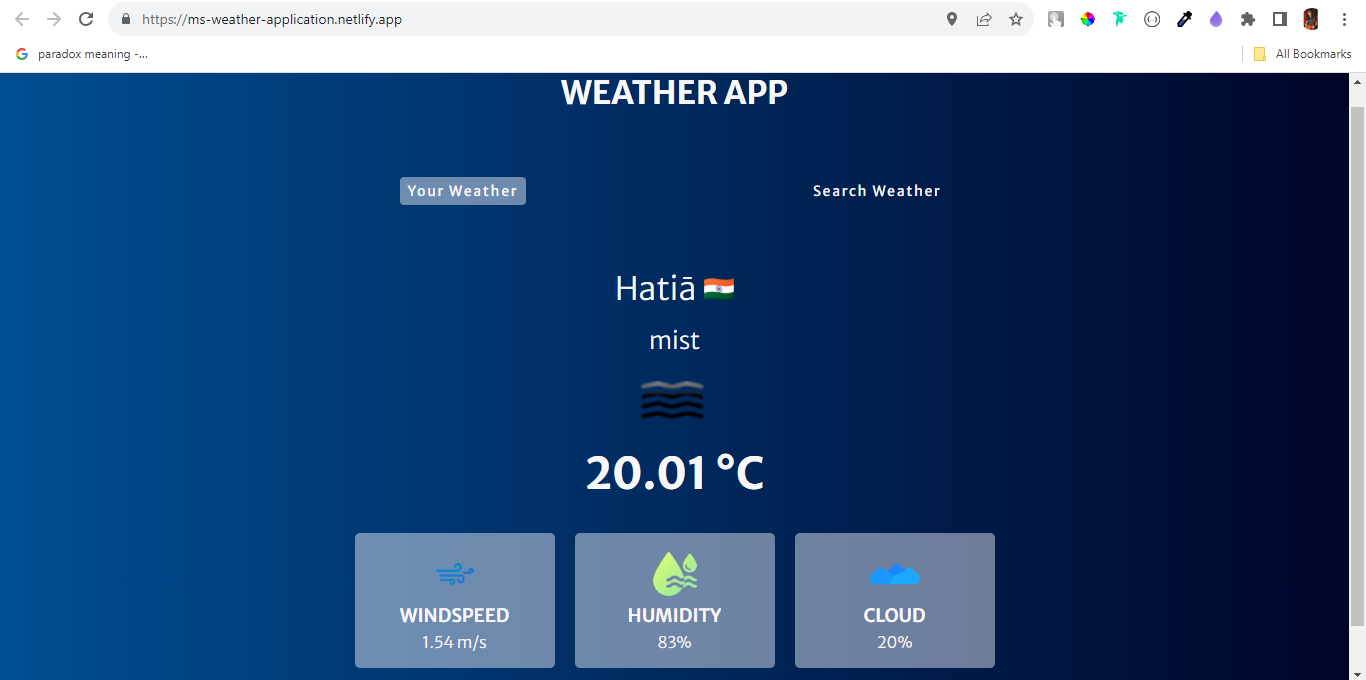 https://ms-weather-application.netlify.app
G paradox meaning -...
All Bookmarks
WEATHER APP
Your Weather
Search Weather
Hatiā
mist
20.01 °C
WINDSPEED
HUMIDITY
CLOUD
1.54 m/s
83%
20%